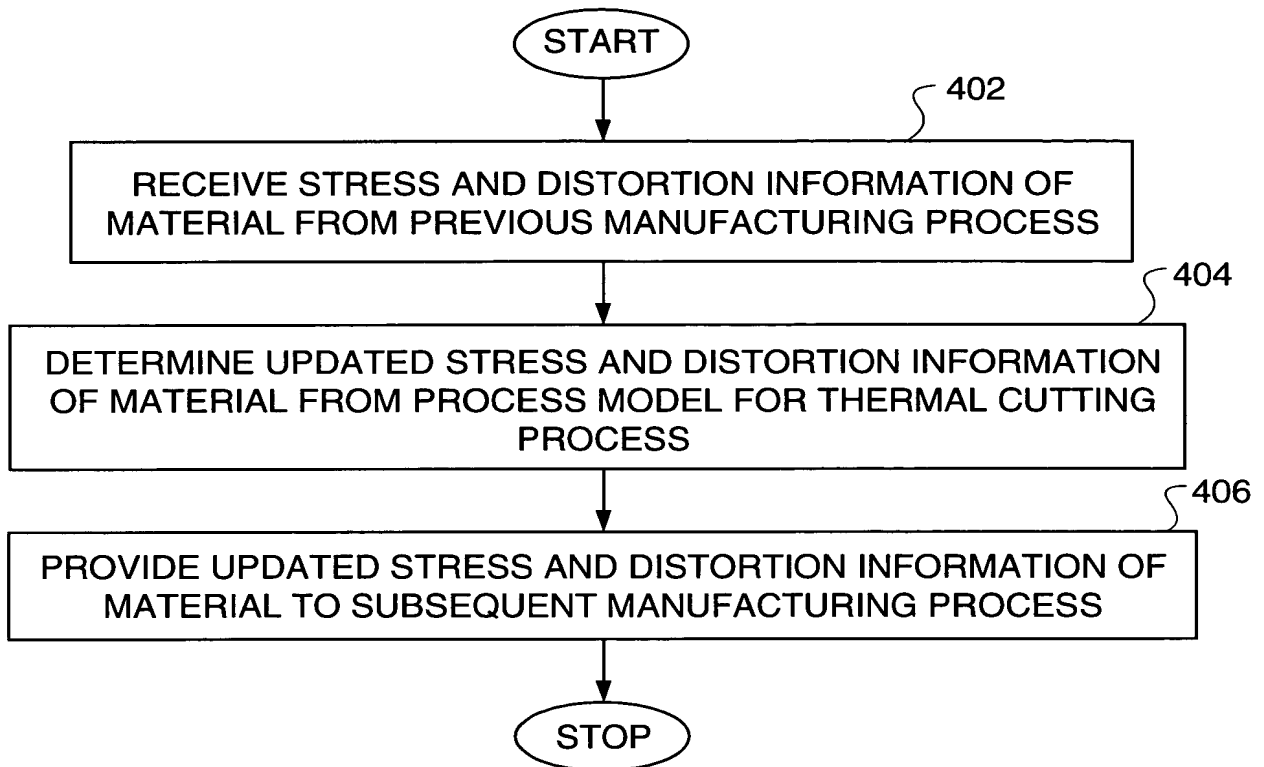 START
402
RECEIVE STRESS AND DISTORTION INFORMATION OF
MATERIAL FROM PREVIOUS MANUFACTURING PROCESS
404
DETERMINE UPDATED STRESS AND DISTORTION INFORMATION
OF MATERIAL FROM PROCESS MODEL FOR THERMAL CUTTING
PROCESS
406
PROVIDE UPDATED STRESS AND DISTORTION INFORMATION OF
MATERIAL TO SUBSEQUENT MANUFACTURING PROCESS
STOP